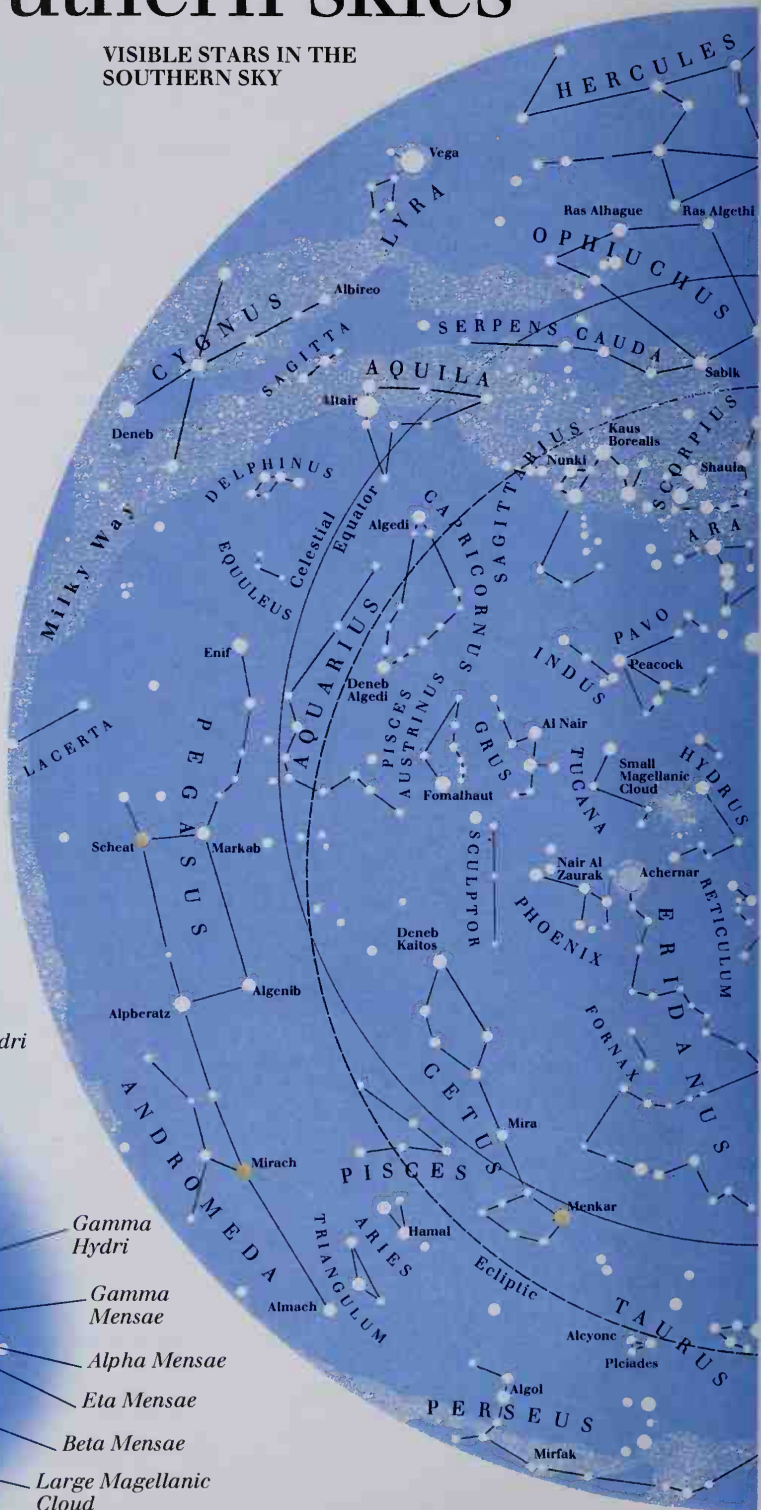 uthern skies
VISIBLE STARS IN THE
SOUTHERN SKY
HERCULES
Vega
LYRA
Ras Alhague
Ras Algethi
OPHIUCHUS
Albireo
CYGNUS
SAGITTA
SERPENS CAUDA
AQUILA
Altair
Sabik
Deneb
SAGITTARIUS
Kaus
Borealis
Nunki
SCORPIUS
Shaula
DELPHINUS
Milky Way
Celestial
Equator
CAPRICORNUS
Algedi
ARA
EQUULEUS
Enif
AQUARIUS
Deneb
Algedi
PAVO
INDUS
Peacock
LACERTA
PEGASUS
PISCES
AUSTRINUS
GRUS
Al Nair
TUCANA
Small
Magellanic
Cloud
HYDRUS
Fomalhaut
Scheat
Markab
SCULPTOR
Nair Al
Zaurak
Achernar
PHOENIX
ERIDANUS
RETICULUM
Deneb
Kaitos
Algenib
Alpberatz
FORNAX
dri
CETUS
ANDROMEDA
Mira
Mirach
PISCES
Menkar
Hamal
ARIES
TRIANGULUM
Ecliptic
Almach
TAURUS
Alcyone
Pleiades
Algol
PERSEUS
Mirfak
Gamma
Hydri
Gamma
Mensae
Alpha Mensae
Eta Mensae
Beta Mensae
Large Magellanic
Cloud